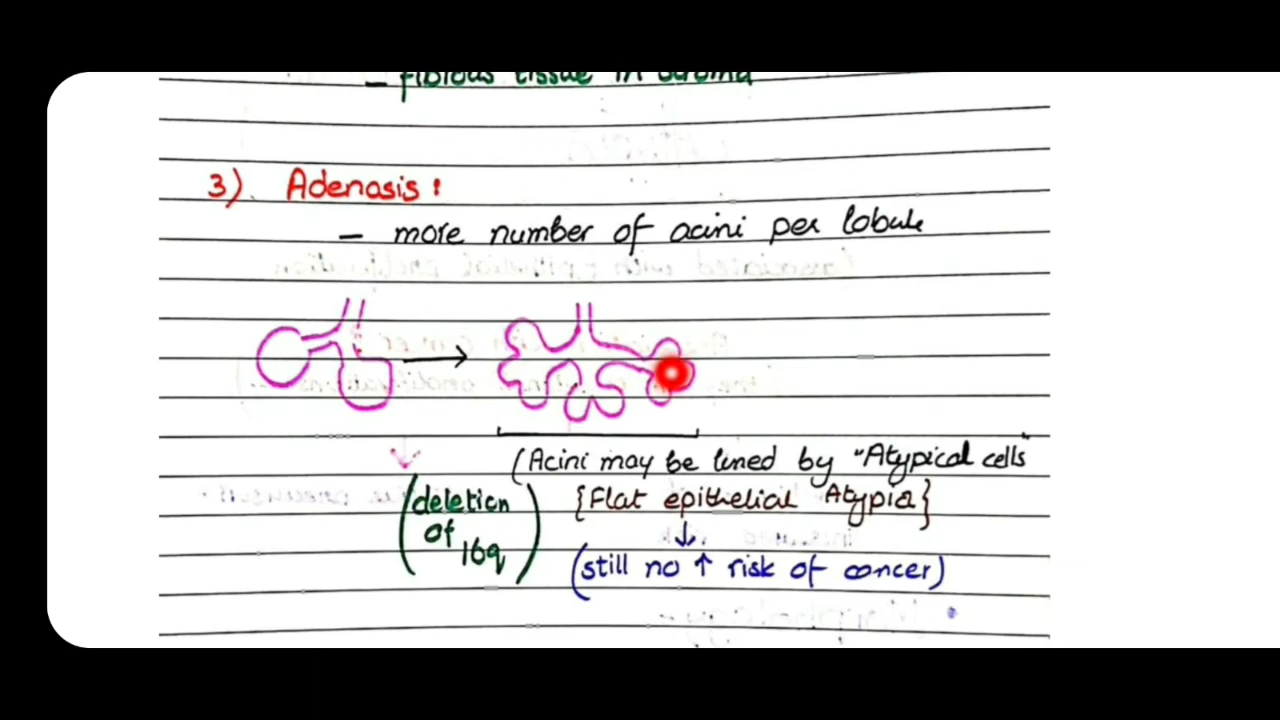 - fibrous tissue in stroma
3). Adenosis:
- more number of acini per lobule
(Acini may be lined by "Atypical cells"
{Flat epithelial Atypia}
(still no ↑ risk of cancer)
(deletion
of
16q)